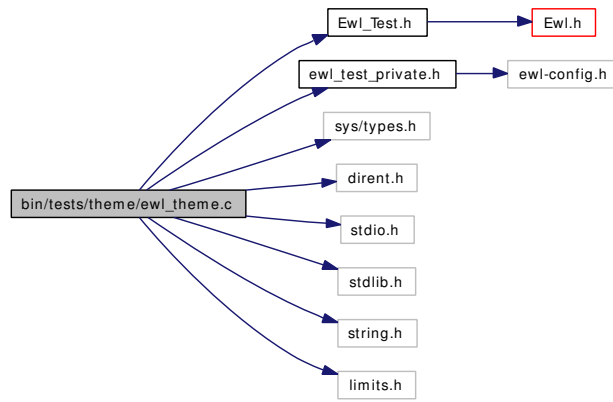 Ewl_Test.h
Ewl.h
ewl_test_private.h
ewl-config.h
sys/types.h
dirent.h
bin/tests/theme/ewl_theme.c
stdio.h
stdlib.h
string.h
limits.h